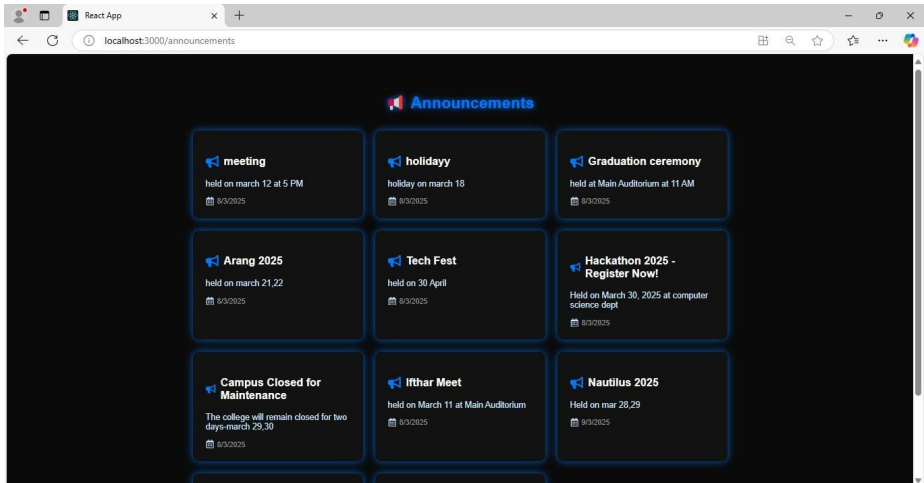 React App
localhost:3000/announcements
Announcements
meeting
held on march 12 at 5 PM
8/3/2025
holidayy
holiday on march 18
8/3/2025
Graduation ceremony
held at Main Auditorium at 11 AM
8/3/2025
Arang 2025
held on march 21,22
8/3/2025
Tech Fest
held on 30 April
8/3/2025
Hackathon 2025 -
Register Now!
Held on March 30, 2025 at computer
science dept
8/3/2025
Campus Closed for
Maintenance
The college will remain closed for two
days-march 29,30
8/3/2025
Ifthar Meet
held on March 11 at Main Auditorium
8/3/2025
Nautilus 2025
Held on mar 28,29
9/3/2025